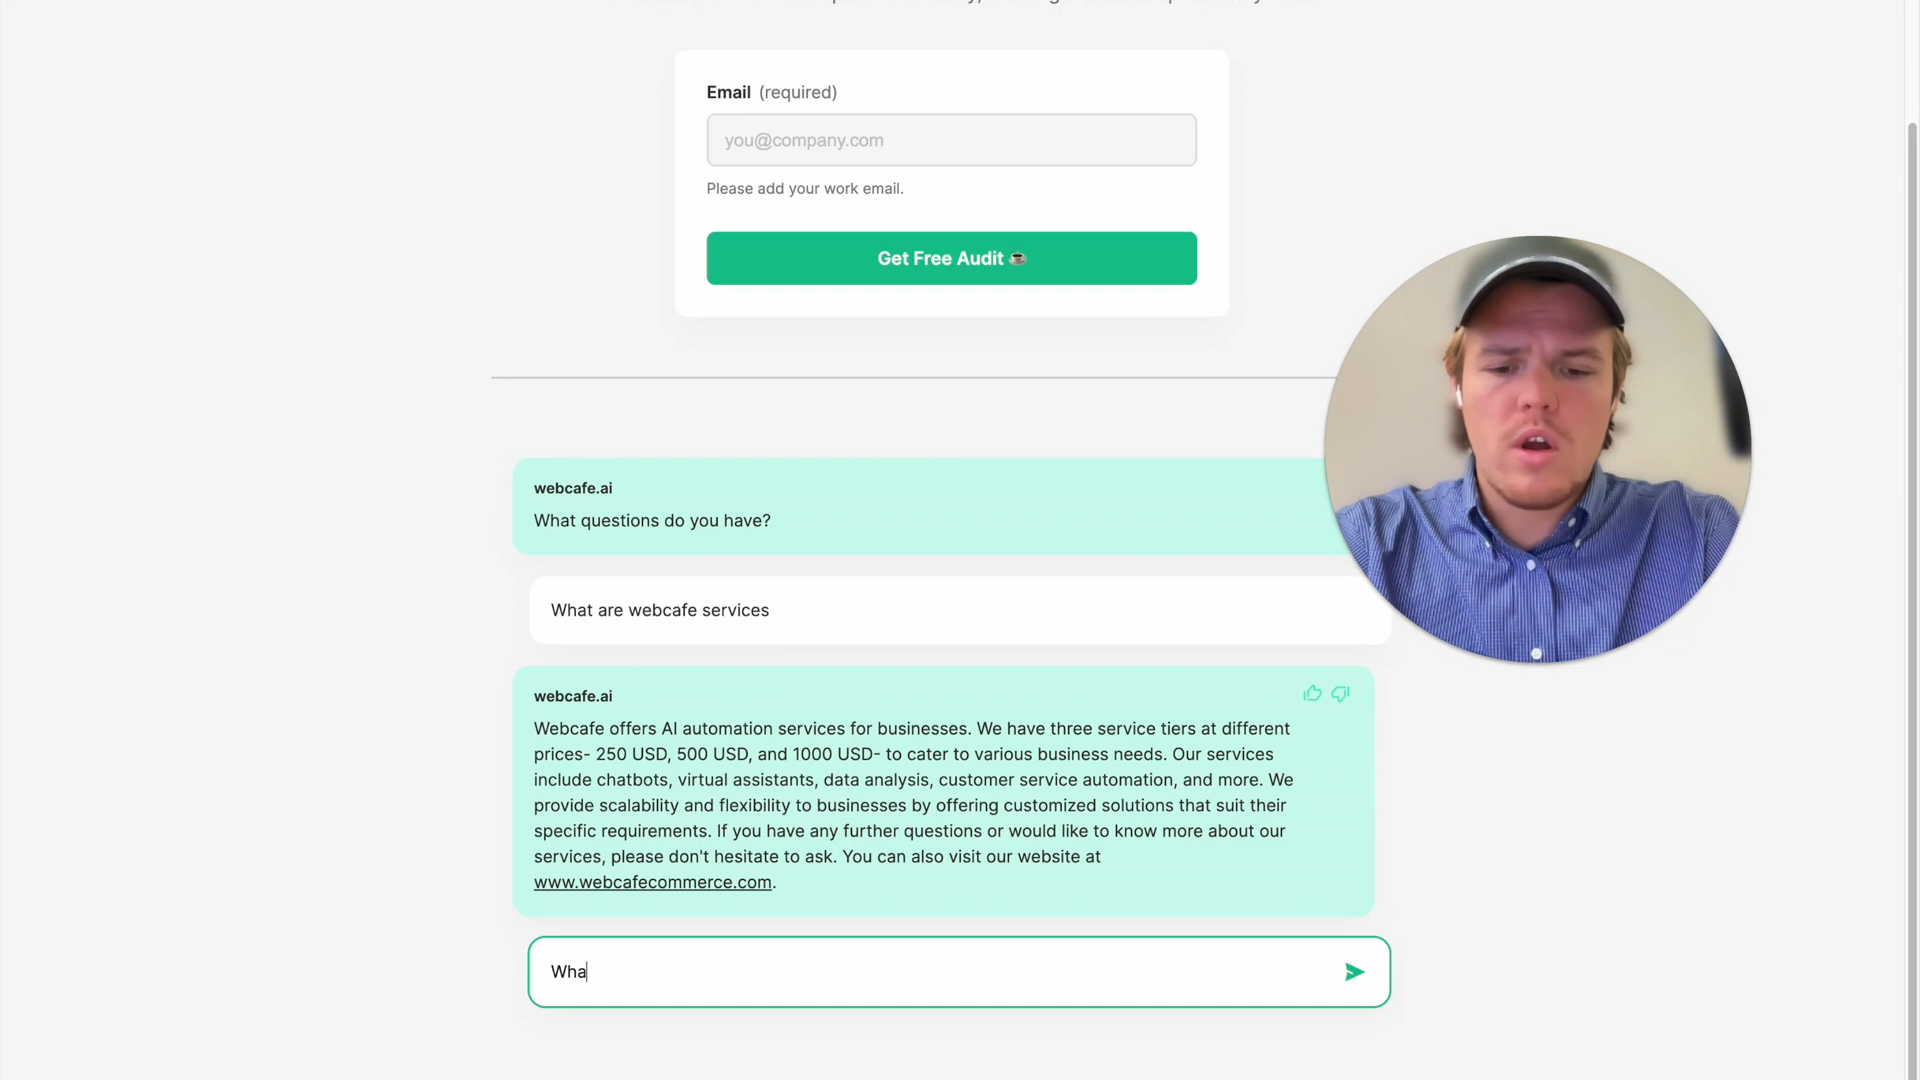 Email (required)
you@company.com
Please add your work email.
Get Free Audit
webcafe.ai
What questions do you have?
What are webcafe services
webcafe.ai
Webcafe offers AI automation services for businesses. We have three service tiers at different
prices- 250 USD, 500 USD, and 1000 USD- to cater to various business needs. Our services
include chatbots, virtual assistants, data analysis, customer service automation, and more. We
provide scalability and flexibility to businesses by offering customized solutions that suit their
specific requirements. If you have any further questions or would like to know more about our
services, please don't hesitate to ask. You can also visit our website at
www.webcafecommerce.com.
Wha